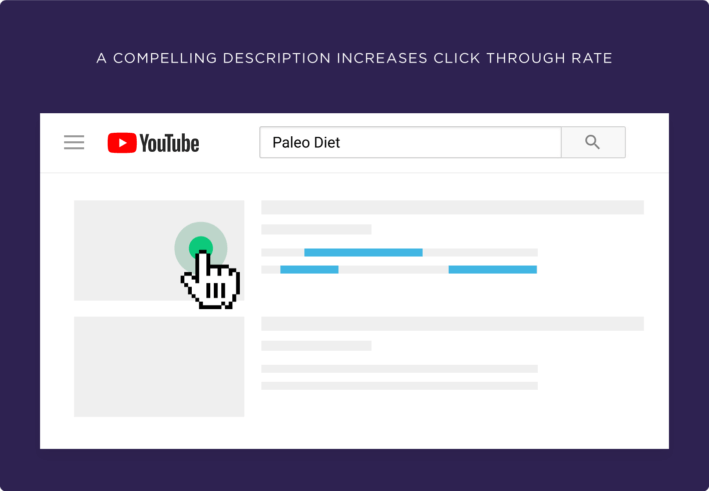 A COMPELLING DESCRIPTION INCREASES CLICK THROUGH RATE
YouTube
Paleo Diet